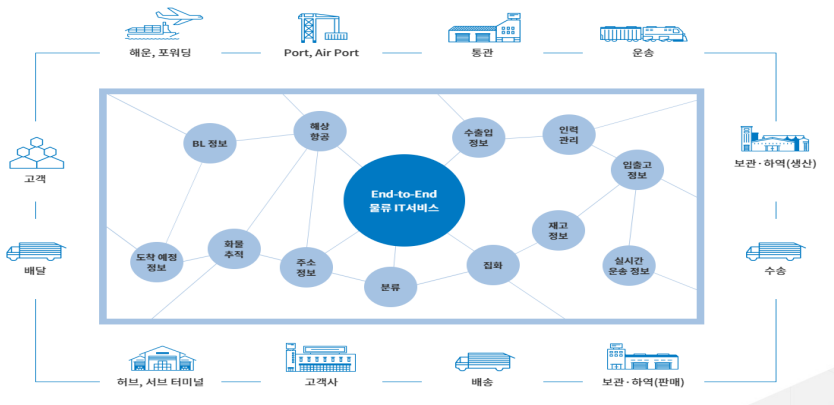 해운, 포워딩
Port, Air Port
통관
운송
고객
배달
보관·하역(생산)
수송
BL 정보
해상
항공
수출입
정보
인력
관리
입출고
정보
End-to-End
물류 IT서비스
도착 예정
정보
화물
추적
주소
정보
분류
집화
재고
정보
실시간
운송 정보
허브, 서브 터미널
고객사
배송
보관·하역(판매)